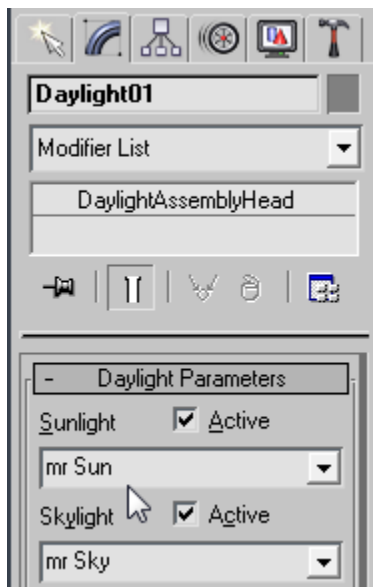 Daylight01
Modifier List
DaylightAssemblyHead
- Daylight Parameters
Sunlight Active
mr Sun
Skylight Active
mr Sky